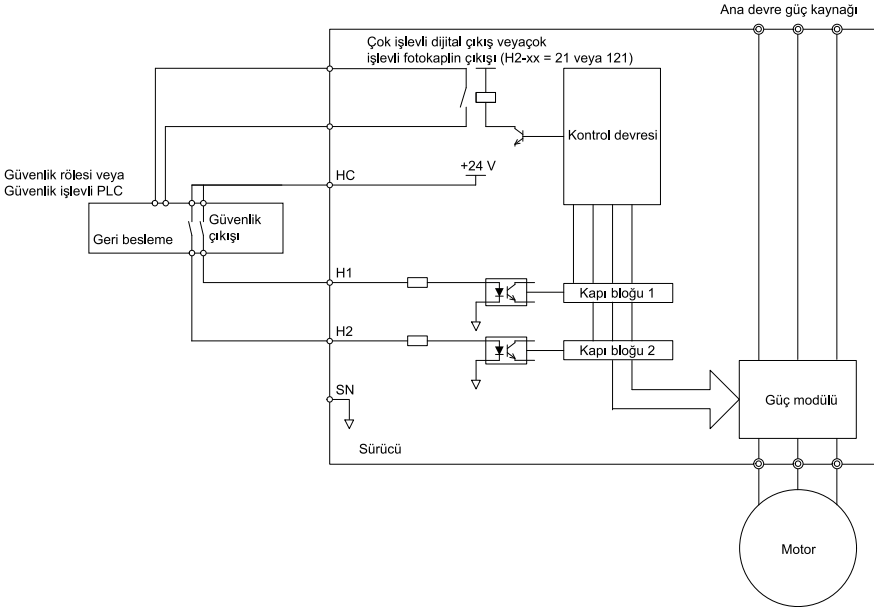 Ana devre güç kaynağı
Çok işlevli dijital çıkış veyaçok
işlevli fotokaplin çıkışı (H2-xx = 21 veya 121)
Kontrol devresi
+24 V
HC
Güvenlik rölesi veya
Güvenlik işlevli PLC
Güvenlik
çıkışı
Geri besleme
H1
Kapı bloğu 1
H2
Kapı bloğu 2
SN
Güç modülü
Sürücü
Motor